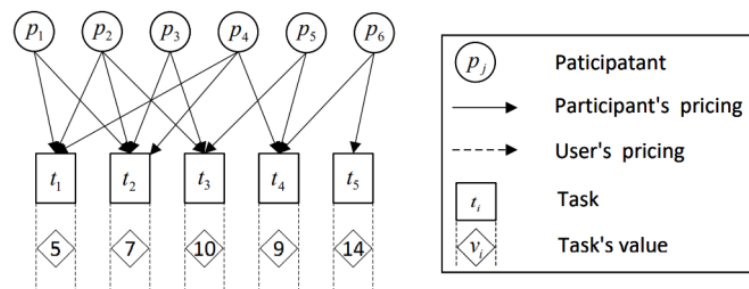 p1 p2 p3 p4 p5 p6
t1 t2 t3 t4 t5
5 7 10 9 14
pj Paticipatant
Participant's pricing
User's pricing
ti Task
vi Task's value